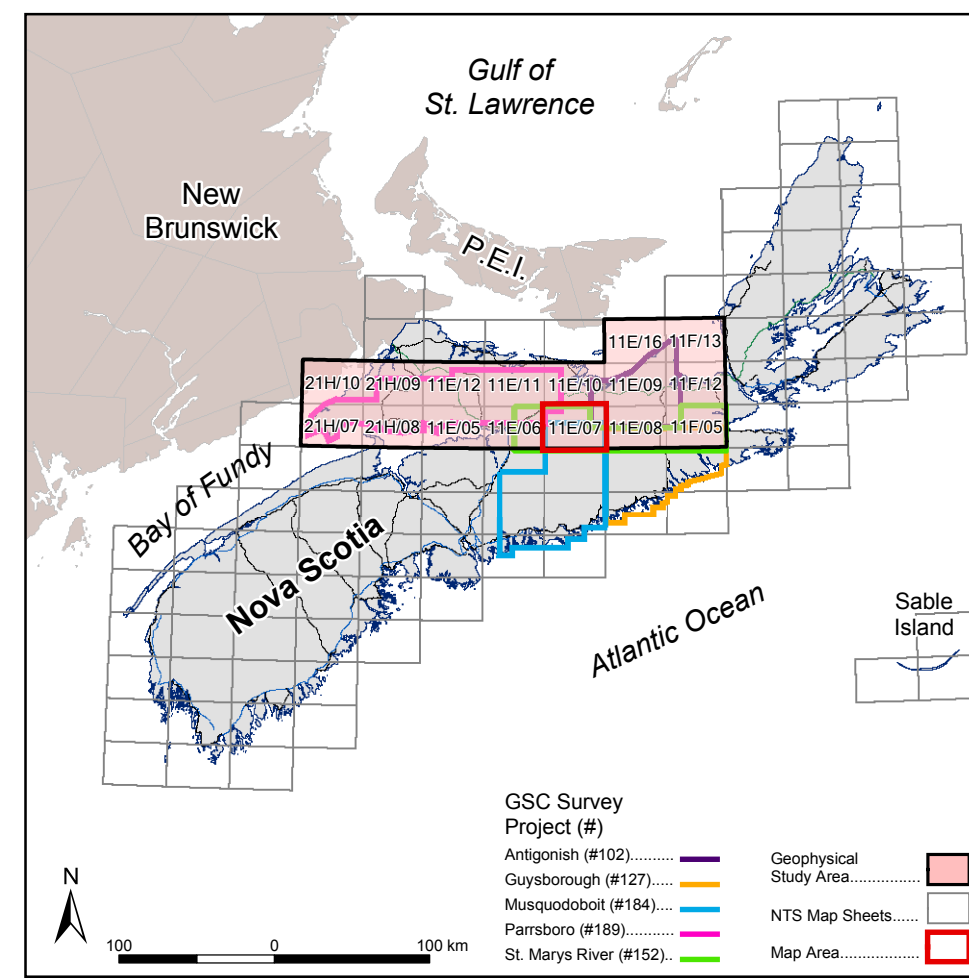 Gulf of
St. Lawrence
New
Brunswick
P.E.I.
11E/16 11F/13
21H/10 21H/09 11E/12 11E/11 11E/10 11E/09 11F/12
21H/07 21H/08 11E/05 11E/06 11E/07 11E/08 11F/05
Bay of Fundy
Nova Scotia
Atlantic Ocean
Sable
Island
GSC Survey
Project (#)
Antigonish (#102)..........
Guysborough (#127).....
Musquodoboit (#184)....
Parrsboro (#189)...........
St. Marys River (#152)..
Geophysical
Study Area................
NTS Map Sheets......
Map Area..................
N
100 0 100 km